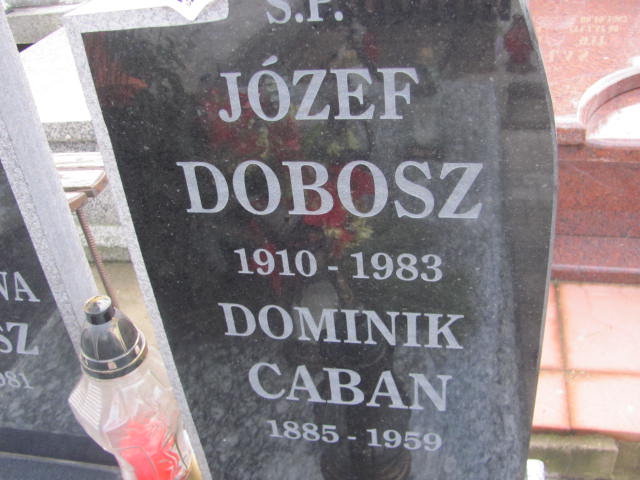 Ś.P.
JÓZEF
DOBOSZ
1910 - 1983
DOMINIK
CABAN
1885 - 1959